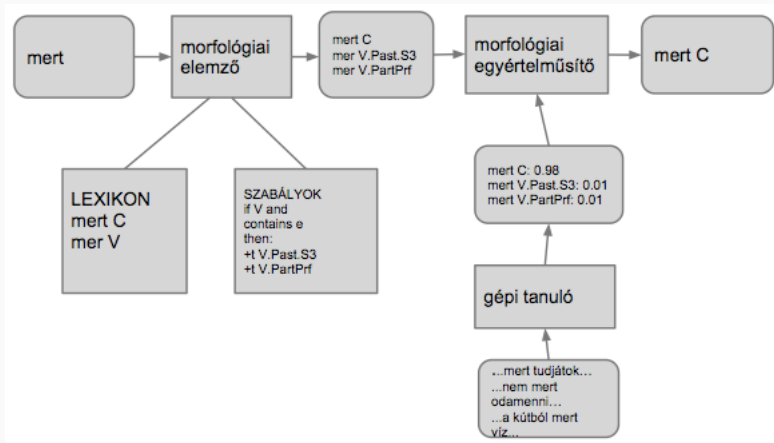 mert
morfológiai
elemző
mert C
mer V.Past.S3
mer V.PartPrf
morfológiai
egyértelműsítő
mert C
LEXIKON
mert C
mer V
SZABÁLYOK
if V and
contains e
then:
+t V.Past.S3
+t V.PartPrf
mert C: 0.98
mert V.Past.S3: 0.01
mert V.PartPrf: 0.01
gépi tanuló
...mert tudjátok...
...nem mert
odamenni...
...a kútból mert
víz...